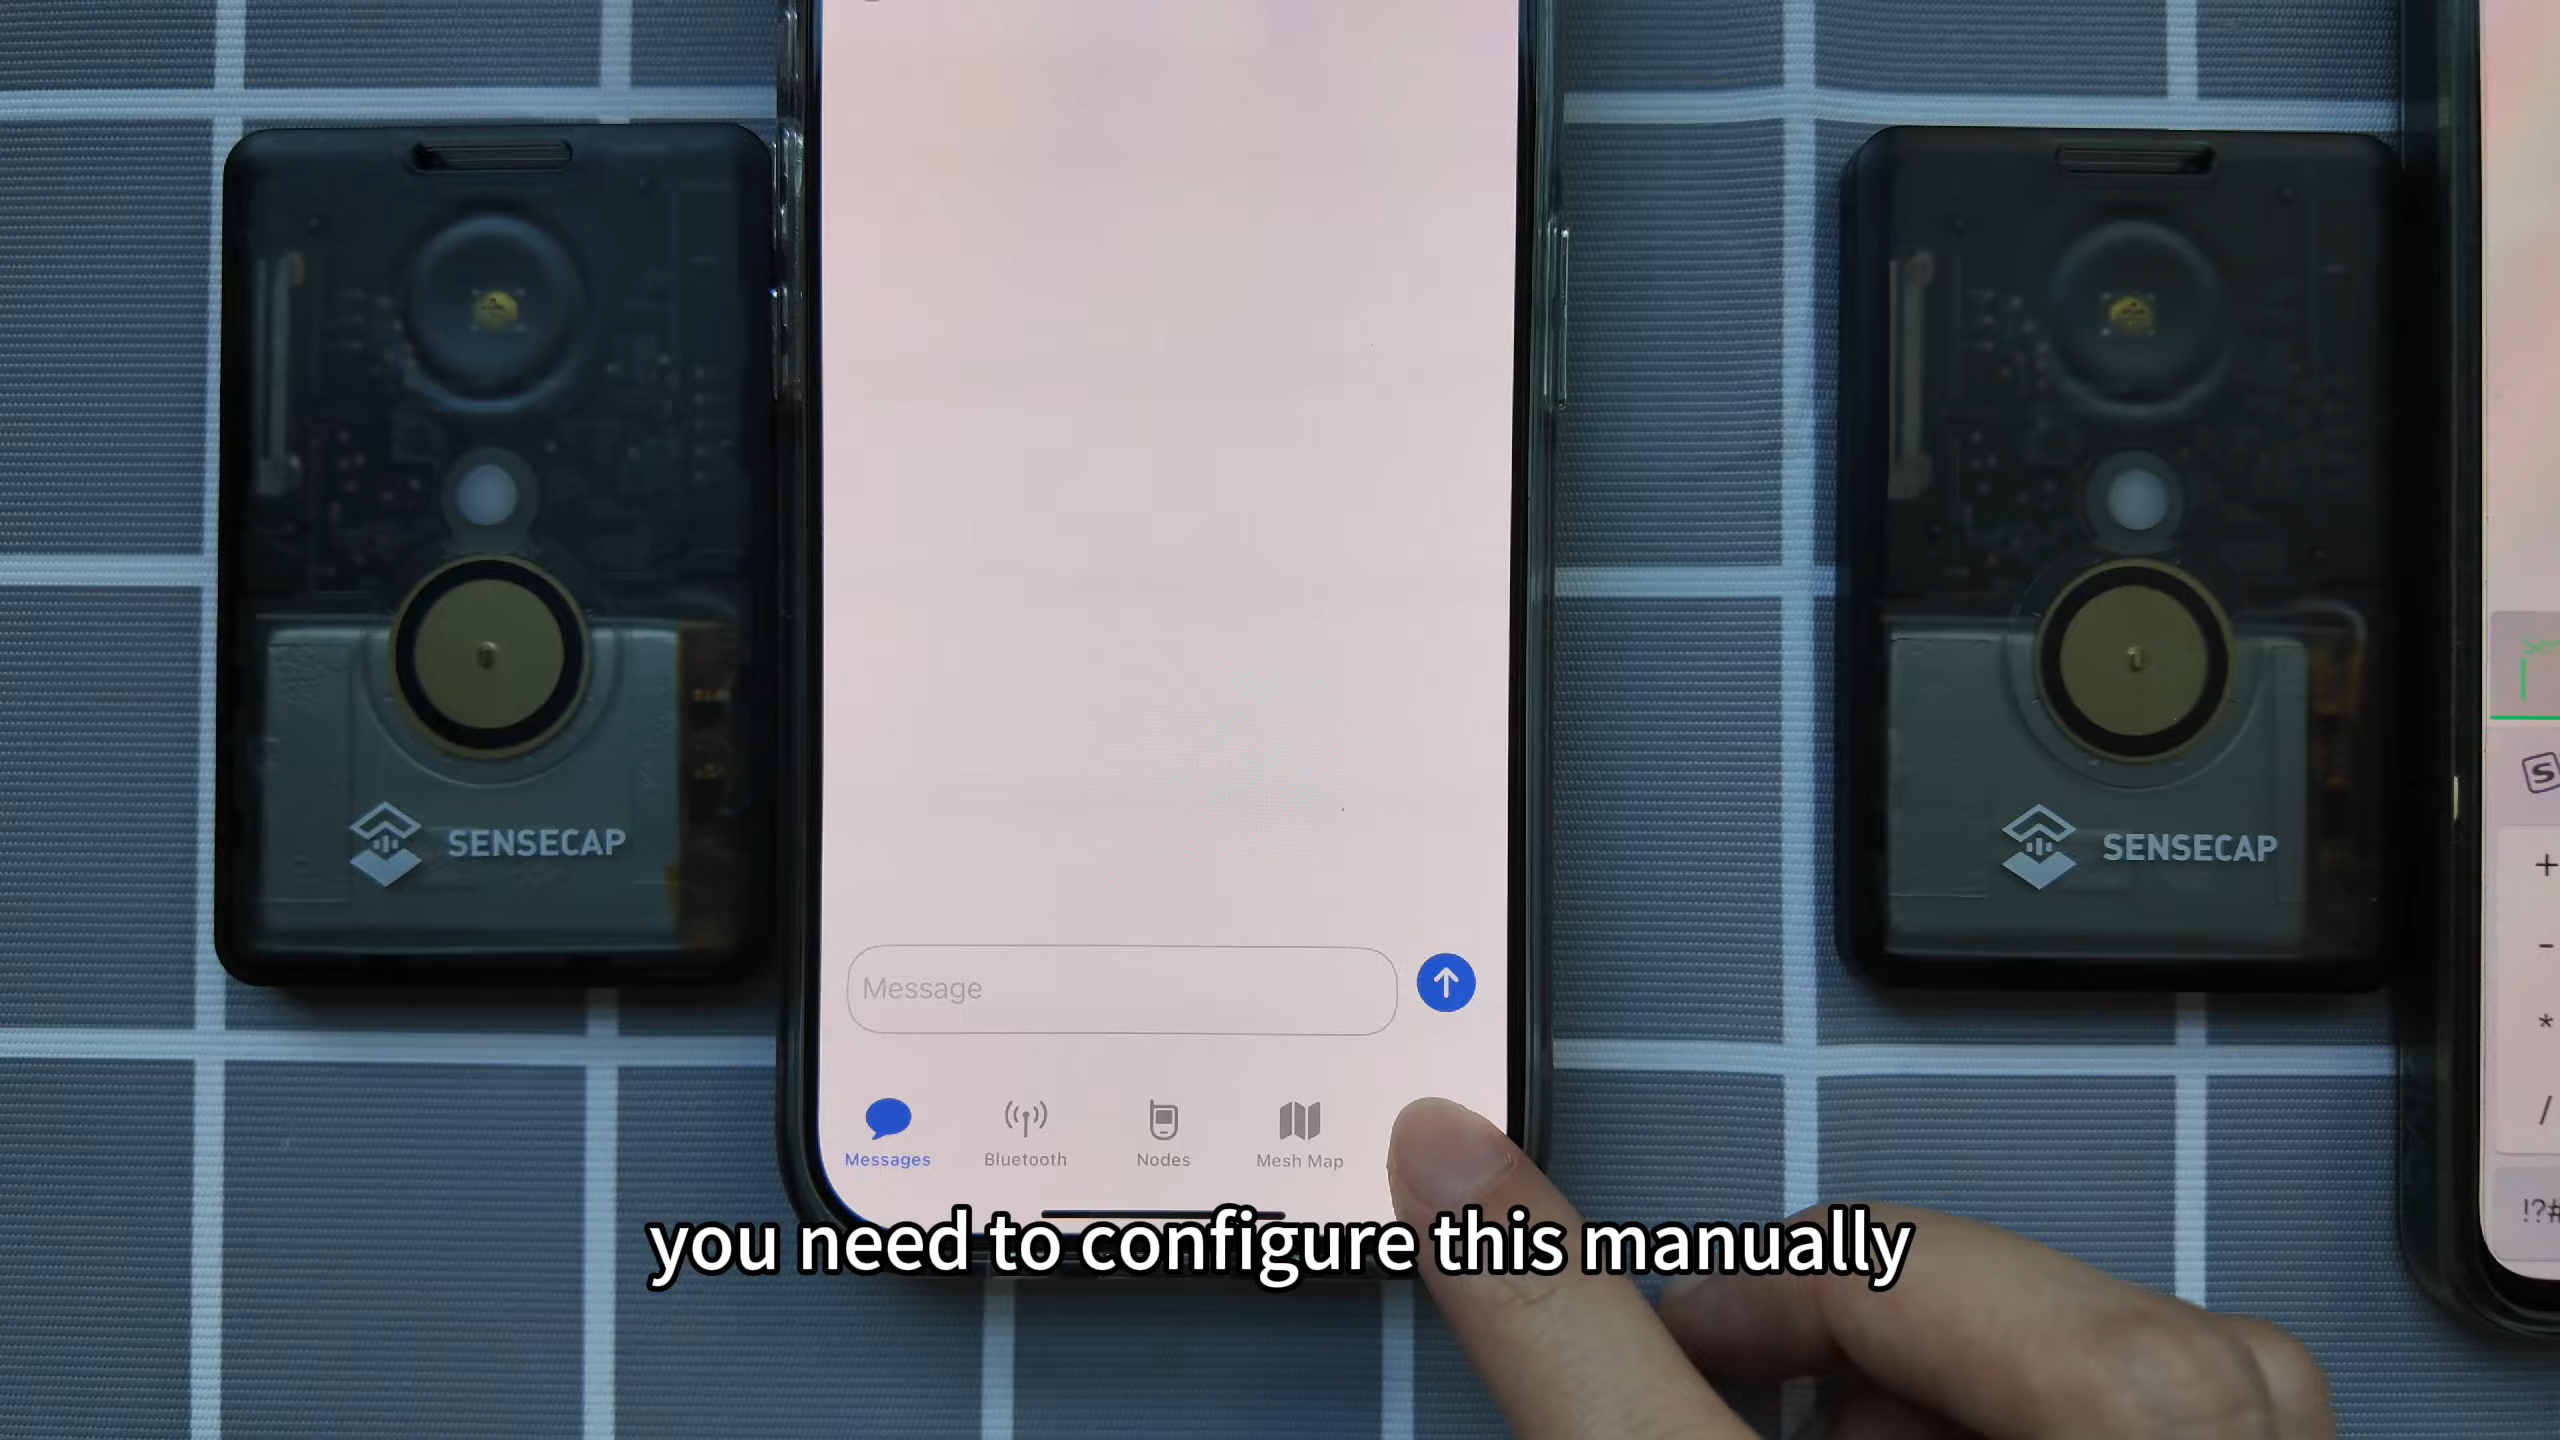 SENSECAP
SENSECAP
Message
Messages
Bluetooth
Nodes
Mesh Map
+
-
*
/
!?#
you need to configure this manually